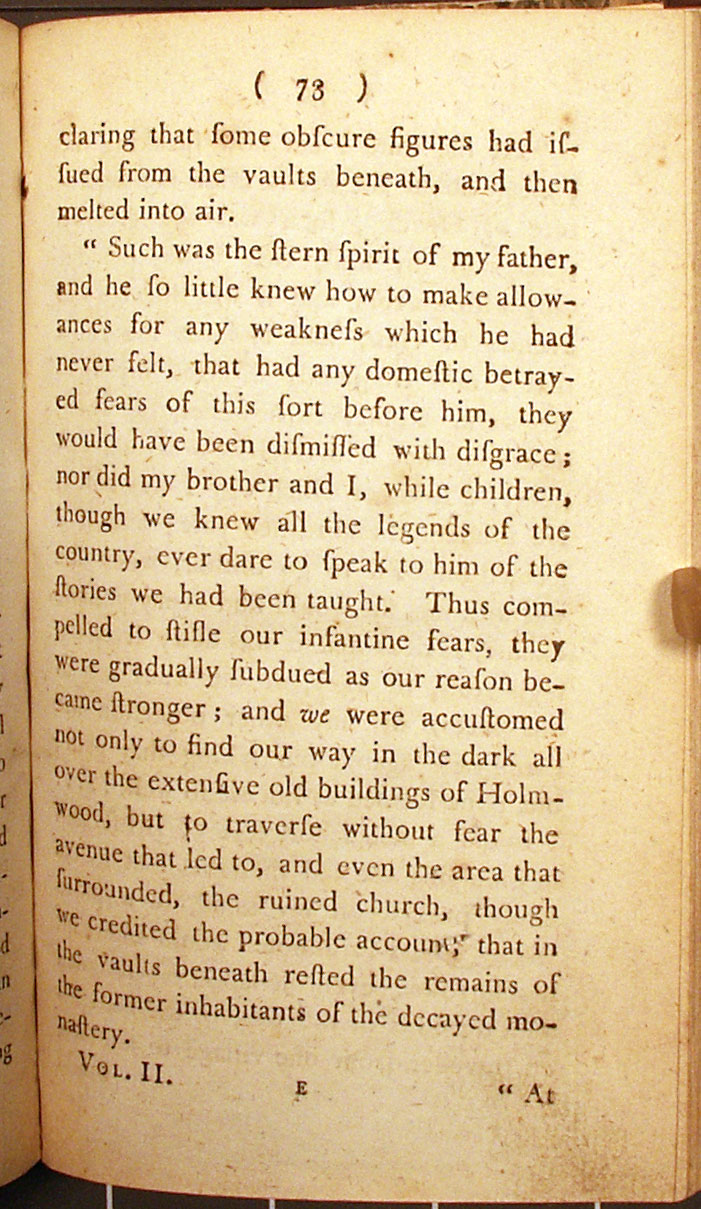 ( 73 )
claring that ſome obſcure figures had iſ-
ſued from the vaults beneath, and then
melted into air.
“ Such was the ſtern ſpirit of my father,
and he ſo little knew how to make allow-
ances for any weakneſs which he had
never felt, that had any domeſtic betray-
ed fears of this ſort before him, they
would have been diſmiſſed with diſgrace ;
nor did my brother and I, while children,
though we knew all the legends of the
country, ever dare to ſpeak to him of the
ſtories we had been taught. Thus com-
pelled to ſtifle our infantine fears, they
were gradually ſubdued as our reaſon be-
came ſtronger ; and we were accuſtomed
not only to find our way in the dark all
over the extenſive old buildings of Holm-
wood, but to traverſe without fear the
avenue that led to, and even the area that
ſurrounded, the ruined church, though
we credited the probable account, that in
the vaults beneath reſted the remains of
the former inhabitants of the decayed mo-
naſtery.
VOL. II. E “ At